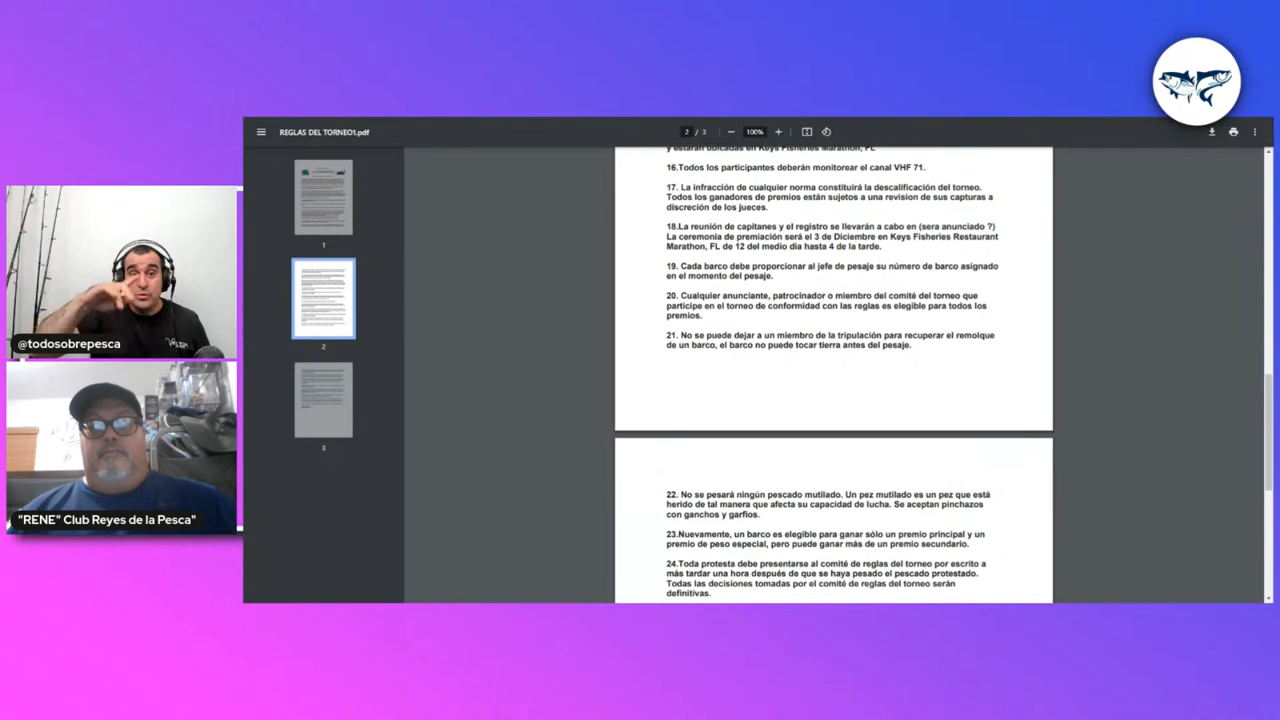 REGLAS DEL TORNEO1.pdf
2 / 3
100%
y estarán ubicadas en Keys Fisheries Marathon, FL
16.Todos los participantes deberán monitorear el canal VHF 71.
17. La infracción de cualquier norma constituirá la descalificación del torneo.
Todos los ganadores de premios están sujetos a una revision de sus capturas a
discreción de los jueces.
18.La reunión de capitanes y el registro se llevarán a cabo en (sera anunciado ?)
La ceremonia de premiación será el 3 de Diciembre en Keys Fisheries Restaurant
Marathon, FL de 12 del medio dia hasta 4 de la tarde.
19. Cada barco debe proporcionar al jefe de pesaje su número de barco asignado
en el momento del pesaje.
20. Cualquier anunciante, patrocinador o miembro del comité del torneo que
participe en el torneo de conformidad con las reglas es elegible para todos los
premios.
21. No se puede dejar a un miembro de la tripulación para recuperar el remolque
de un barco, el barco no puede tocar tierra antes del pesaje.
22. No se pesará ningún pescado mutilado. Un pez mutilado es un pez que está
herido de tal manera que afecta su capacidad de lucha. Se aceptan pinchazos
con ganchos y garfios.
23.Nuevamente, un barco es elegible para ganar sólo un premio principal y un
premio de peso especial, pero puede ganar más de un premio secundario.
24.Toda protesta debe presentarse al comité de reglas del torneo por escrito a
más tardar una hora después de que se haya pesado el pescado protestado.
Todas las decisiones tomadas por el comité de reglas del torneo serán
definitivas.
1
2
3
@todosobrepesca
"RENE" Club Reyes de la Pesca"